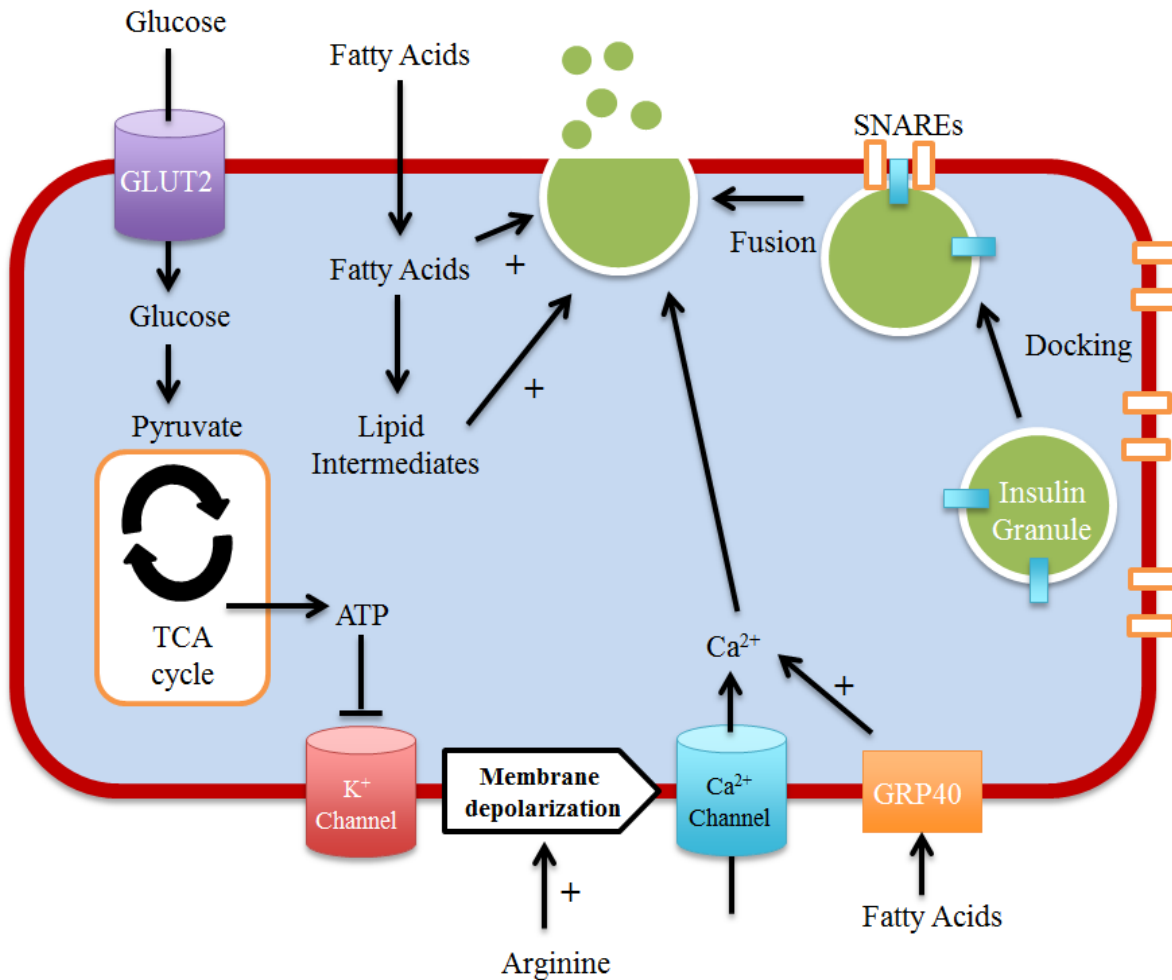 Glucose
Fatty Acids
SNAREs
GLUT2
Fusion
Fatty Acids
+
Glucose
Docking
+
Pyruvate
Lipid
Intermediates
Insulin
Granule
ATP
TCA
cycle
Ca²⁺
+
Membrane
depolarization
K⁺
Channel
Ca²⁺
Channel
GRP40
+
Fatty Acids
Arginine